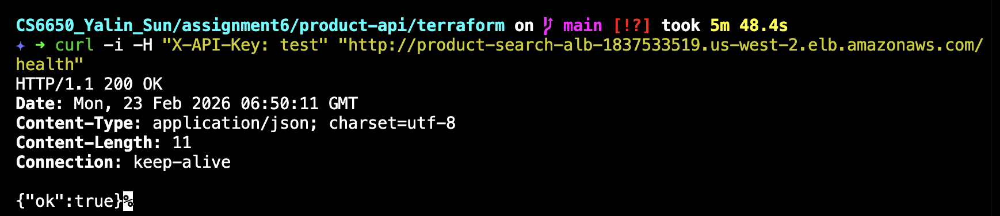 CS6650_Yalin_Sun/assignment6/product-api/terraform on main [!?] took 5m 48.4s
✦ ➜ curl -i -H "X-API-Key: test" "http://product-search-alb-1837533519.us-west-2.elb.amazonaws.com/
health"
HTTP/1.1 200 OK
Date: Mon, 23 Feb 2026 06:50:11 GMT
Content-Type: application/json; charset=utf-8
Content-Length: 11
Connection: keep-alive
{"ok":true}%